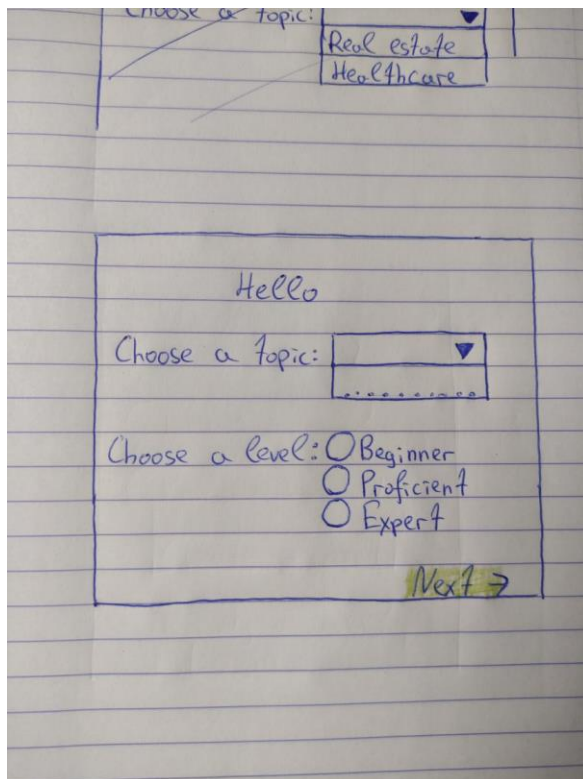 Choose a topic:
Real estate
Healthcare
Hello
Choose a topic:
Choose a level: Beginner
Proficient
Expert
Next →